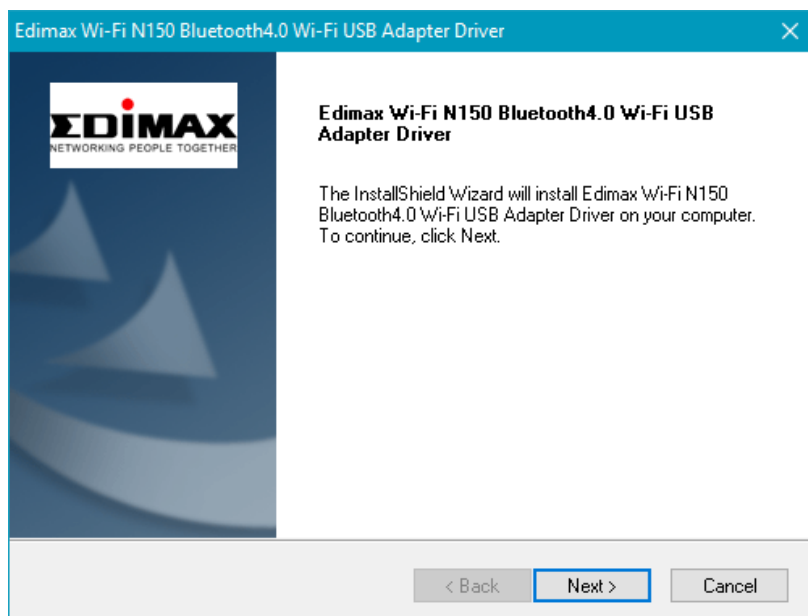 Edimax Wi-Fi N150 Bluetooth4.0 Wi-Fi USB Adapter Driver
EDIMAX
NETWORKING PEOPLE TOGETHER
Edimax Wi-Fi N150 Bluetooth4.0 Wi-Fi USB
Adapter Driver
The InstallShield Wizard will install Edimax Wi-Fi N150
Bluetooth4.0 Wi-Fi USB Adapter Driver on your computer.
To continue, click Next.
< Back
Next >
Cancel